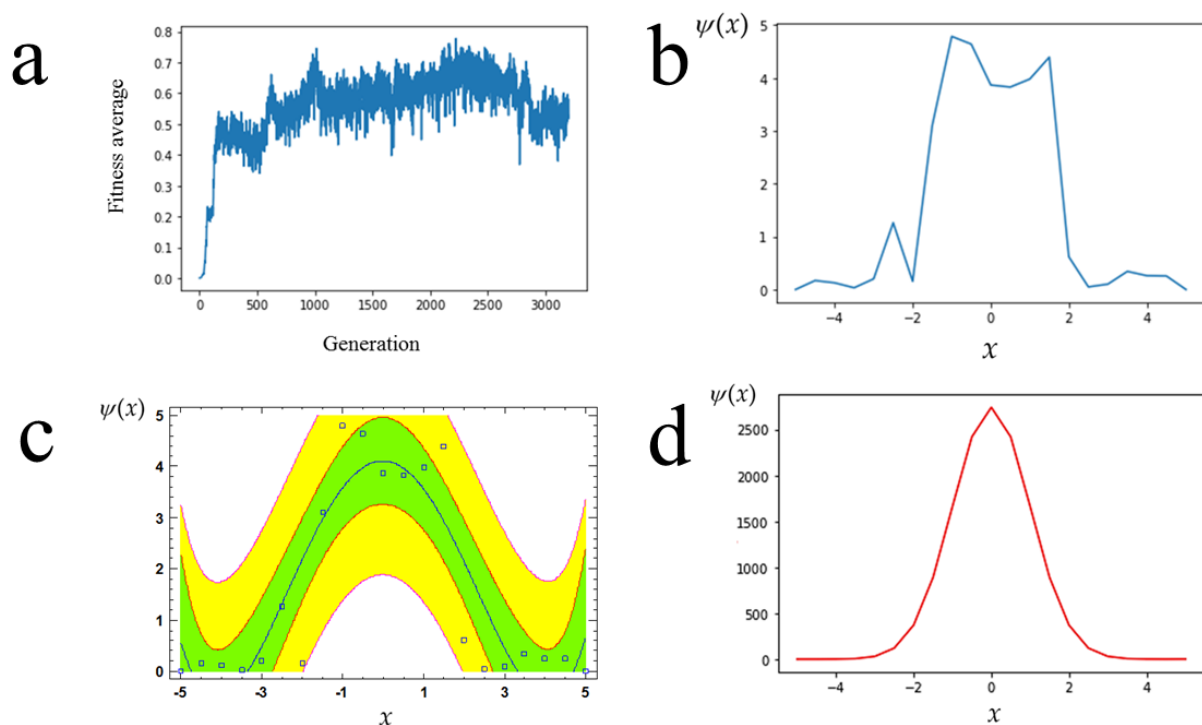 a
0.8
0.7
0.6
0.5
0.4
0.3
0.2
0.1
0.0
Fitness average
0 500 1000 1500 2000 2500 3000
Generation
b
ψ(x)
5
4
3
2
1
0
−4 −2 0 2 4
x
c
ψ(x)
5
4
3
2
1
0
-5 -3 -1 1 3 5
x
d
ψ(x)
2500
2000
1500
1000
500
0
−4 −2 0 2 4
x